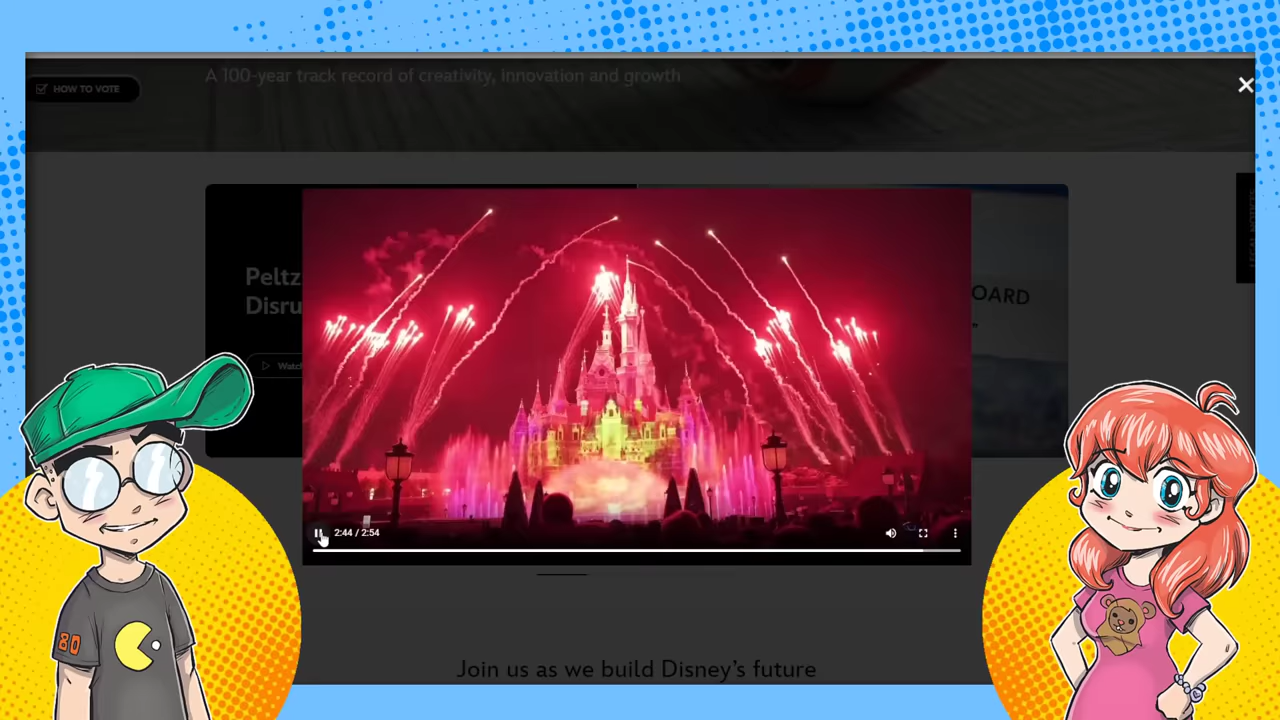 HOW TO VOTE
A 100-year track record of creativity, innovation and growth
Peltz
Disru
OARD
Watch
2:44 / 2:54
80
Join us as we build Disney's future